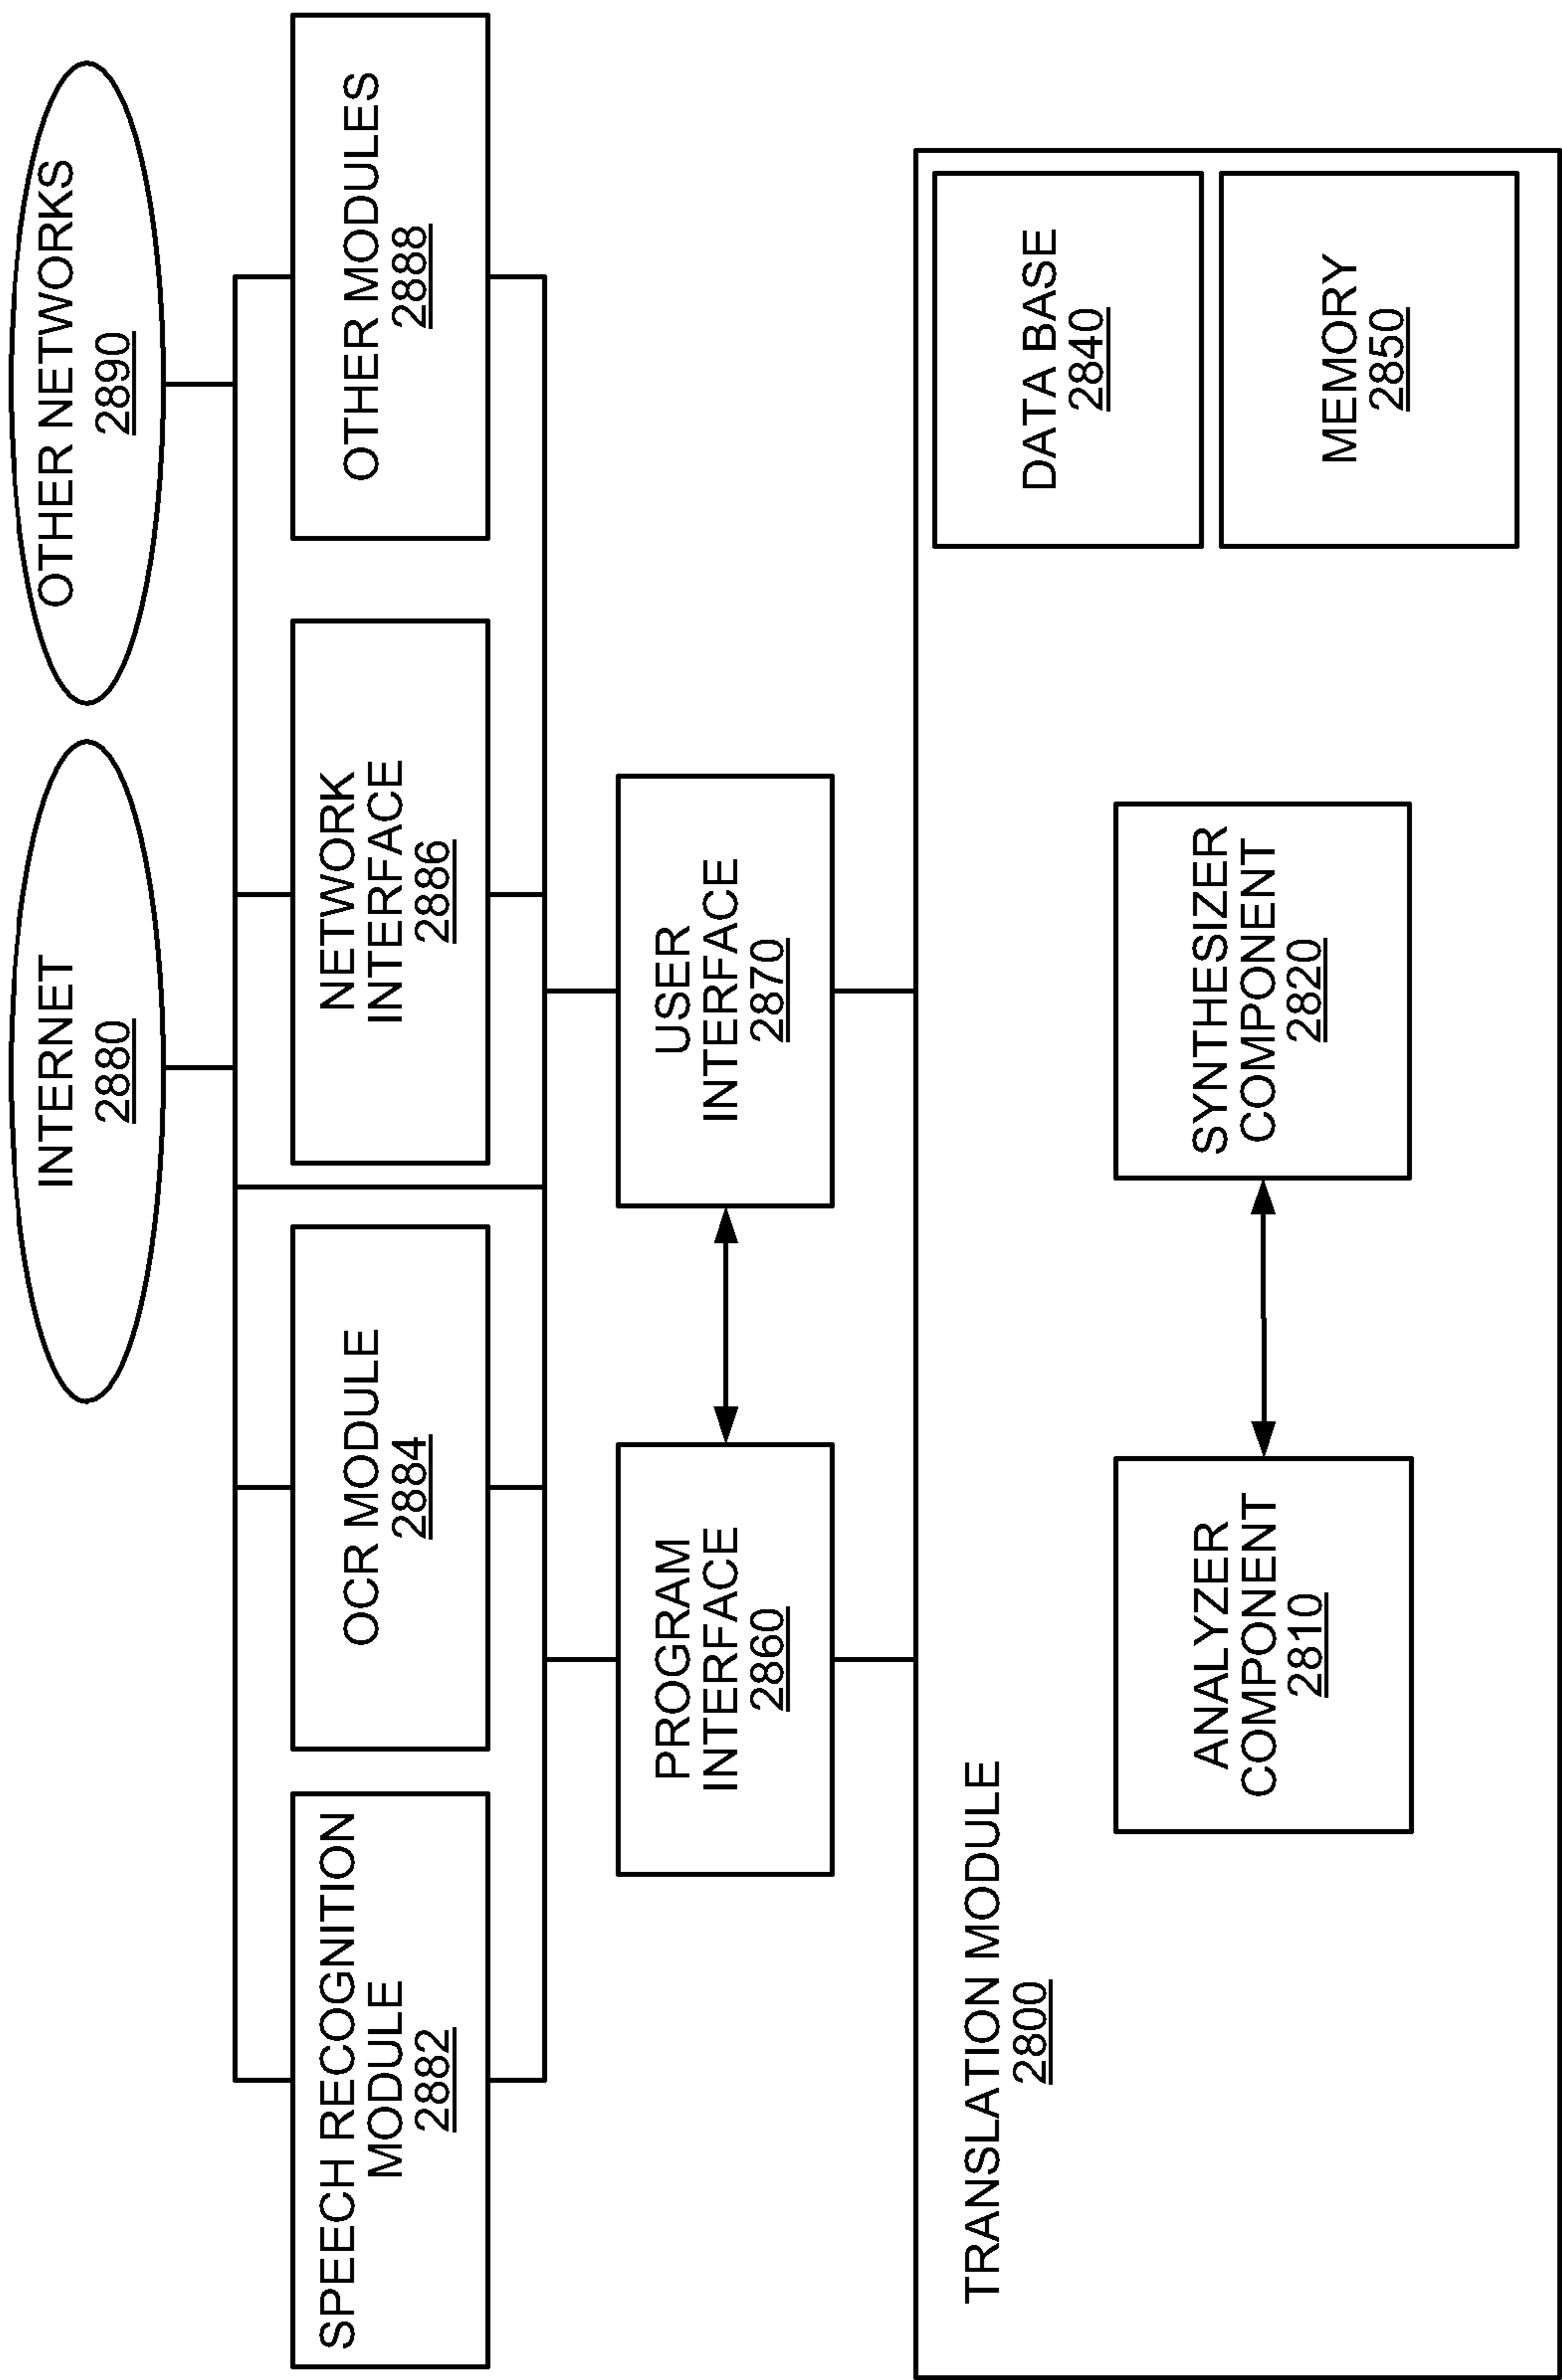 INTERNET
2880
OTHER NETWORKS
2890
SPEECH RECOGNITION
MODULE
2882
OCR MODULE
2884
NETWORK
INTERFACE
2886
OTHER MODULES
2888
PROGRAM
INTERFACE
2860
USER
INTERFACE
2870
TRANSLATION MODULE
2800
ANALYZER
COMPONENT
2810
SYNTHESIZER
COMPONENT
2820
DATA BASE
2840
MEMORY
2850